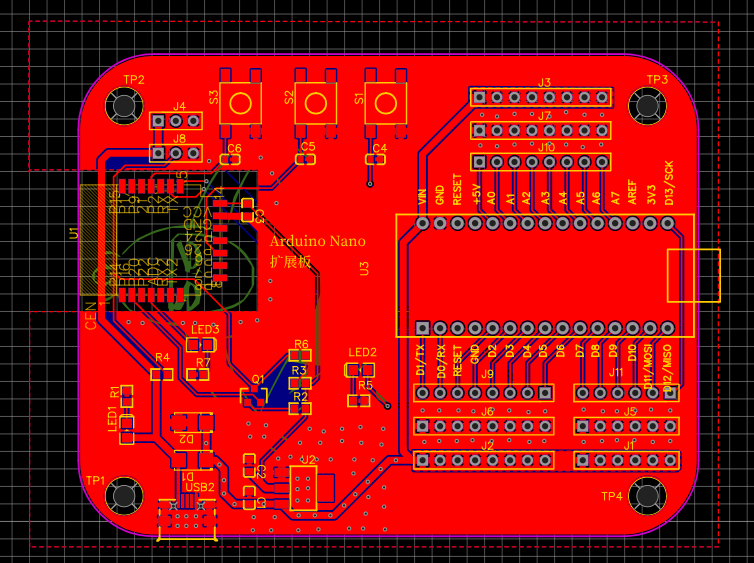 TP2
TP3
J4
J8
S3
S2
S1
C6
C5
C4
J3
J7
J10
VIN
GND
RESET
+5V
A0
A1
A2
A3
A4
A5
A6
A7
AREF
3V3
D13/SCK
U1
14
C3
Arduino Nano
扩展板
U3
CEN
LED3
R4
R7
R6
R3
R2
Q1
LED2
R5
R1
LED1
D2
D1
USB2
C2
C1
U2
D1/TX
D0/RX
RESET
GND
D2
D3
D4
D5
D6
D7
D8
D9
D10
D11/MOSI
D12/MISO
J9
J11
J6
J5
J2
J1
TP1
TP4